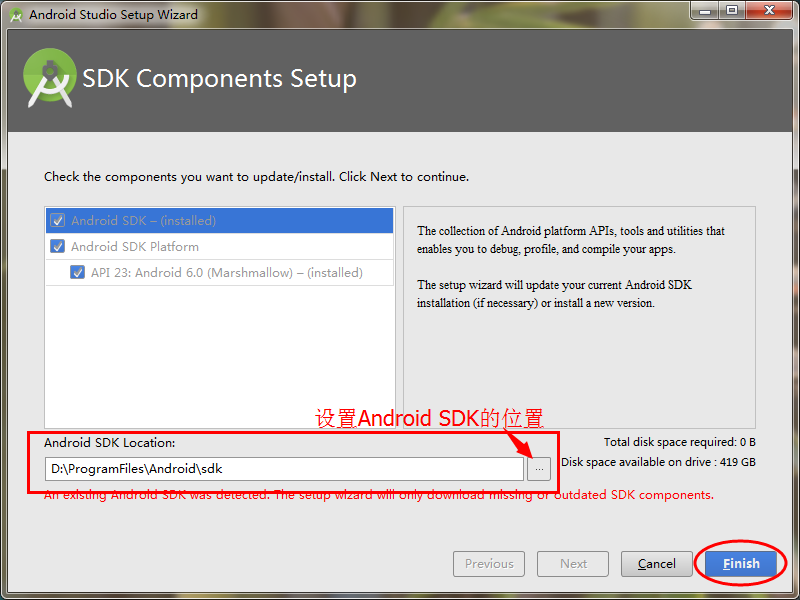 Android Studio Setup Wizard
SDK Components Setup
Check the components you want to update/install. Click Next to continue.
Android SDK – (installed)
Android SDK Platform
API 23: Android 6.0 (Marshmallow) – (installed)
The collection of Android platform APIs, tools and utilities that
enables you to debug, profile, and compile your apps.
The setup wizard will update your current Android SDK
installation (if necessary) or install a new version.
设置Android SDK的位置
Android SDK Location:
Total disk space required: 0 B
D:\ProgramFiles\Android\sdk
...
Disk space available on drive : 419 GB
An existing Android SDK was detected. The setup wizard will only download missing or outdated SDK components.
Previous
Next
Cancel
Finish